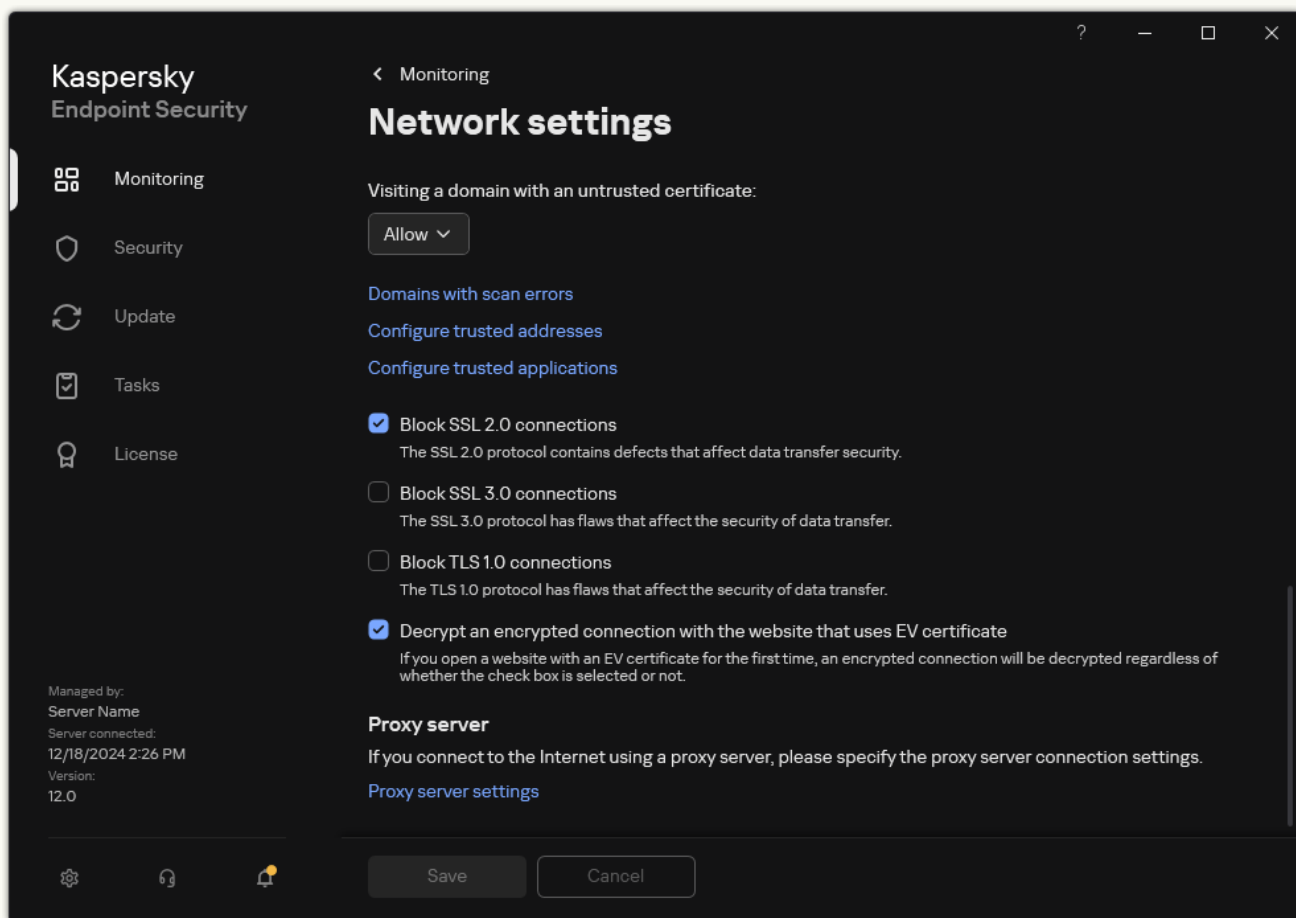 ?
Kaspersky
Endpoint Security
Monitoring
Security
Update
Tasks
License
Managed by:
Server Name
Server connected:
12/18/2024 2:26 PM
Version:
12.0
Monitoring
Network settings
Visiting a domain with an untrusted certificate:
Allow
Domains with scan errors
Configure trusted addresses
Configure trusted applications
Block SSL 2.0 connections
The SSL 2.0 protocol contains defects that affect data transfer security.
Block SSL 3.0 connections
The SSL 3.0 protocol has flaws that affect the security of data transfer.
Block TLS 1.0 connections
The TLS 1.0 protocol has flaws that affect the security of data transfer.
Decrypt an encrypted connection with the website that uses EV certificate
If you open a website with an EV certificate for the first time, an encrypted connection will be decrypted regardless of
whether the check box is selected or not.
Proxy server
If you connect to the Internet using a proxy server, please specify the proxy server connection settings.
Proxy server settings
Save
Cancel